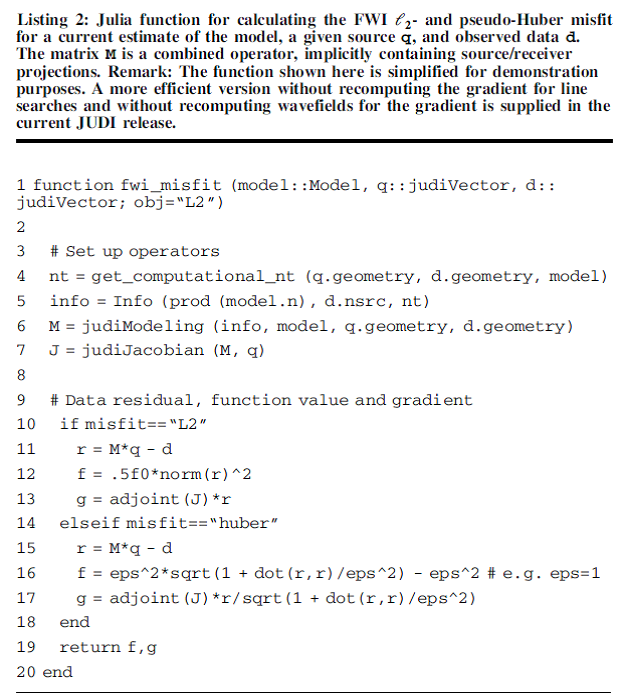 Listing 2: Julia function for calculating the FWI ℓ₂- and pseudo-Huber misfit
for a current estimate of the model, a given source q, and observed data d.
The matrix M is a combined operator, implicitly containing source/receiver
projections. Remark: The function shown here is simplified for demonstration
purposes. A more efficient version without recomputing the gradient for line
searches and without recomputing wavefields for the gradient is supplied in the
current JUDI release.
1 function fwi_misfit (model::Model, q::judiVector, d::
judiVector; obj=“L2”)
2
3 # Set up operators
4 nt = get_computational_nt (q.geometry, d.geometry, model)
5 info = Info (prod (model.n), d.nsrc, nt)
6 M = judiModeling (info, model, q.geometry, d.geometry)
7 J = judiJacobian (M, q)
8
9 # Data residual, function value and gradient
10 if misfit==“L2”
11 r = M*q - d
12 f = .5f0*norm(r)^2
13 g = adjoint (J) *r
14 elseif misfit==“huber”
15 r = M*q - d
16 f = eps^2*sqrt (1 + dot (r,r) /eps^2) - eps^2 # e.g. eps=1
17 g = adjoint (J) *r/sqrt (1 + dot (r,r) /eps^2)
18 end
19 return f,g
20 end